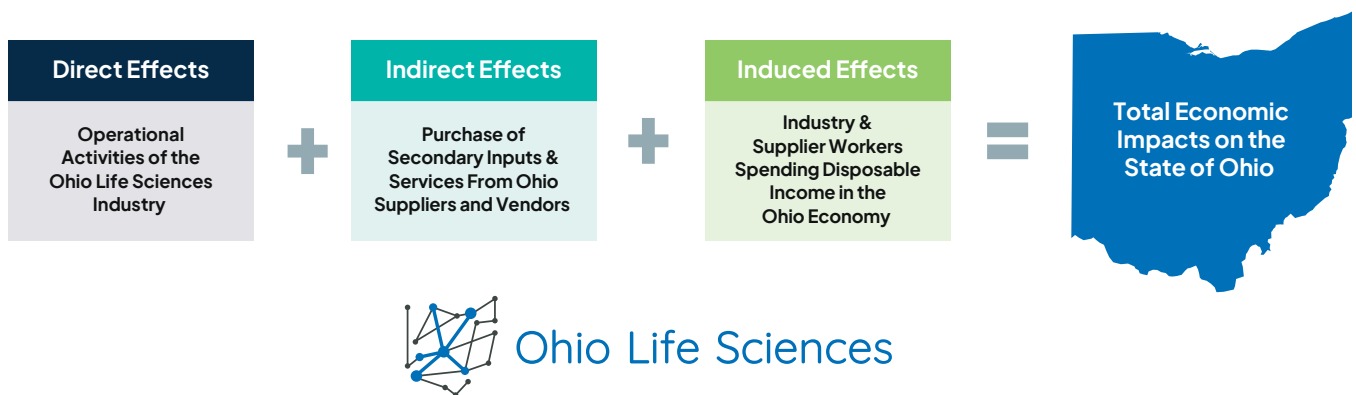 Direct Effects
Operational
Activities of the
Ohio Life Sciences
Industry
+
Indirect Effects
Purchase of
Secondary Inputs &
Services From Ohio
Suppliers and Vendors
+
Induced Effects
Industry &
Supplier Workers
Spending Disposable
Income in the
Ohio Economy
=
Total Economic
Impacts on the
State of Ohio
Ohio Life Sciences